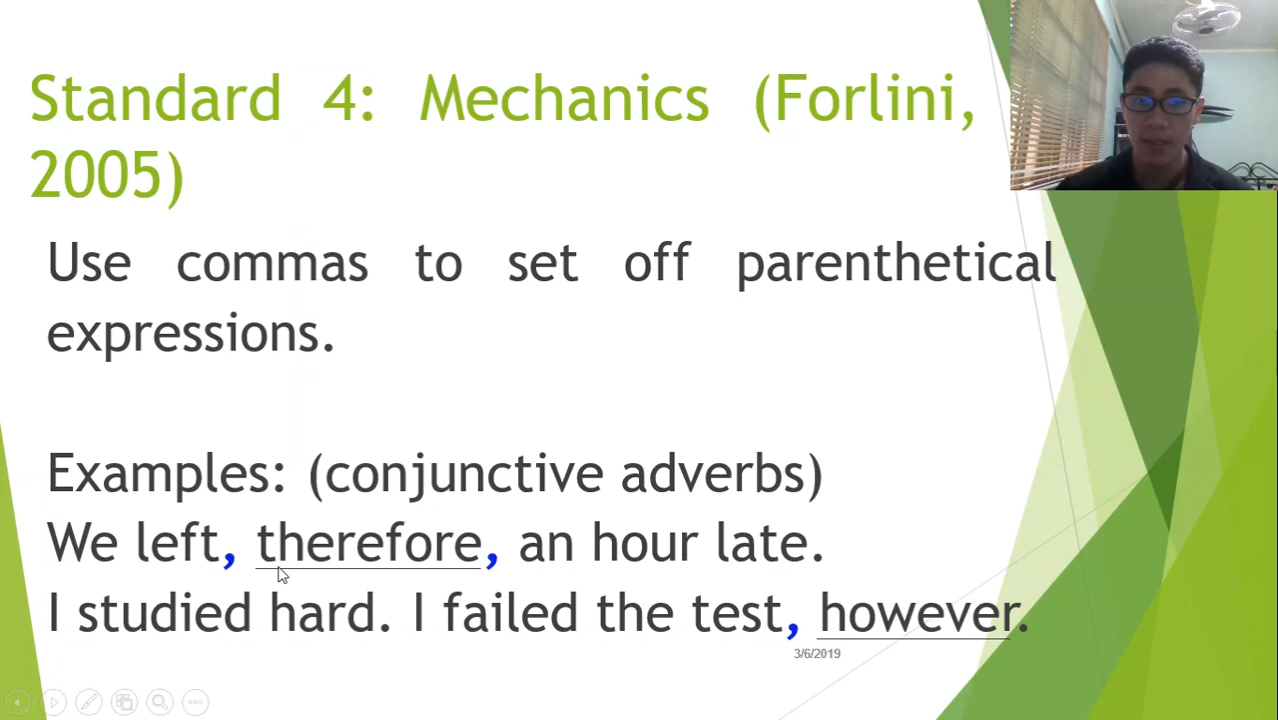 Standard 4: Mechanics (Forlini,
2005)
Use commas to set off parenthetical
expressions.
Examples: (conjunctive adverbs)
We left, therefore, an hour late.
I studied hard. I failed the test, however.
3/6/2019